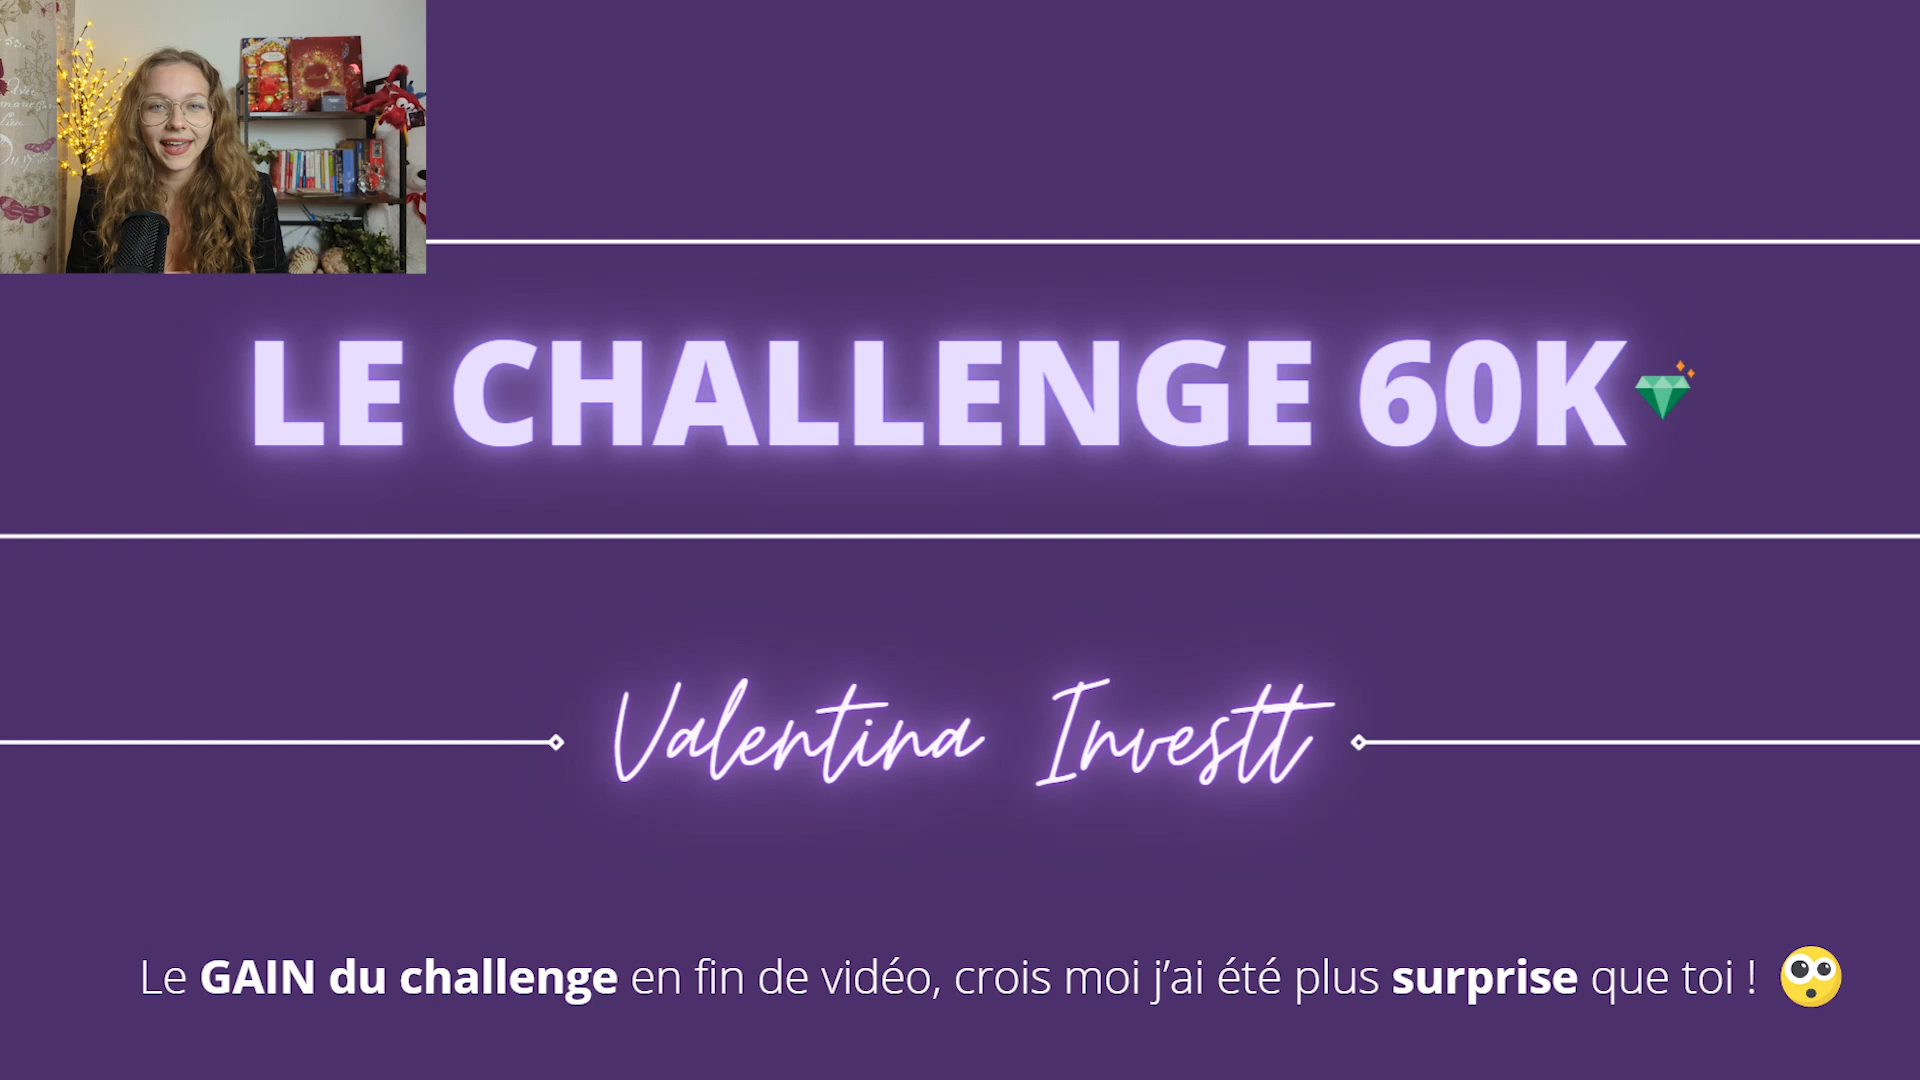 LE CHALLENGE 60K
Valentina Investt
Le GAIN du challenge en fin de vidéo, crois moi j’ai été plus surprise que toi !